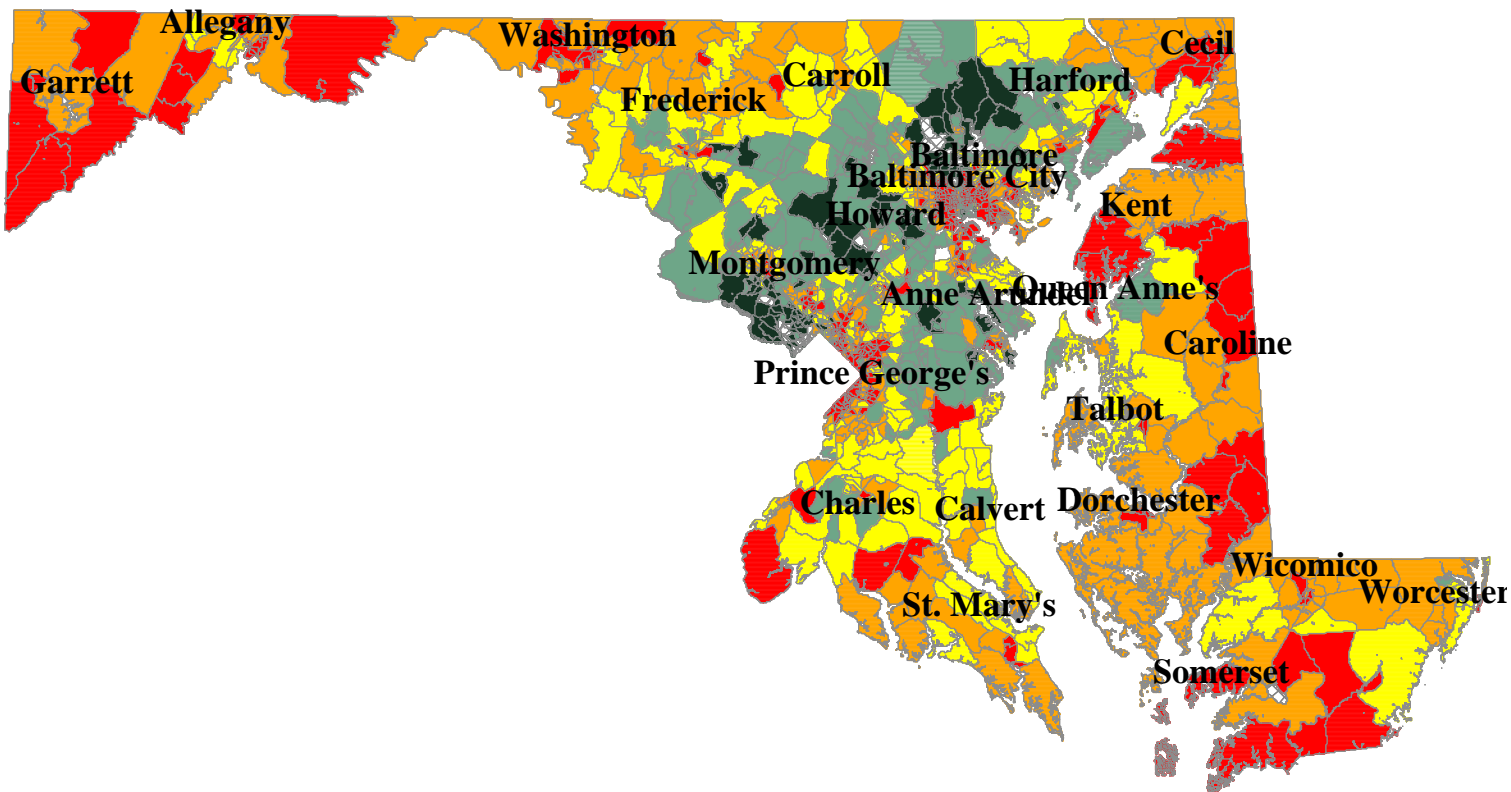 Allegany
Washington
Cecil
Garrett
Carroll
Harford
Frederick
Baltimore
Baltimore City
Kent
Howard
Montgomery
Anne Arundel
Queen Anne's
Caroline
Prince George's
Talbot
Charles
Calvert
Dorchester
Wicomico
Worcester
St. Mary's
Somerset